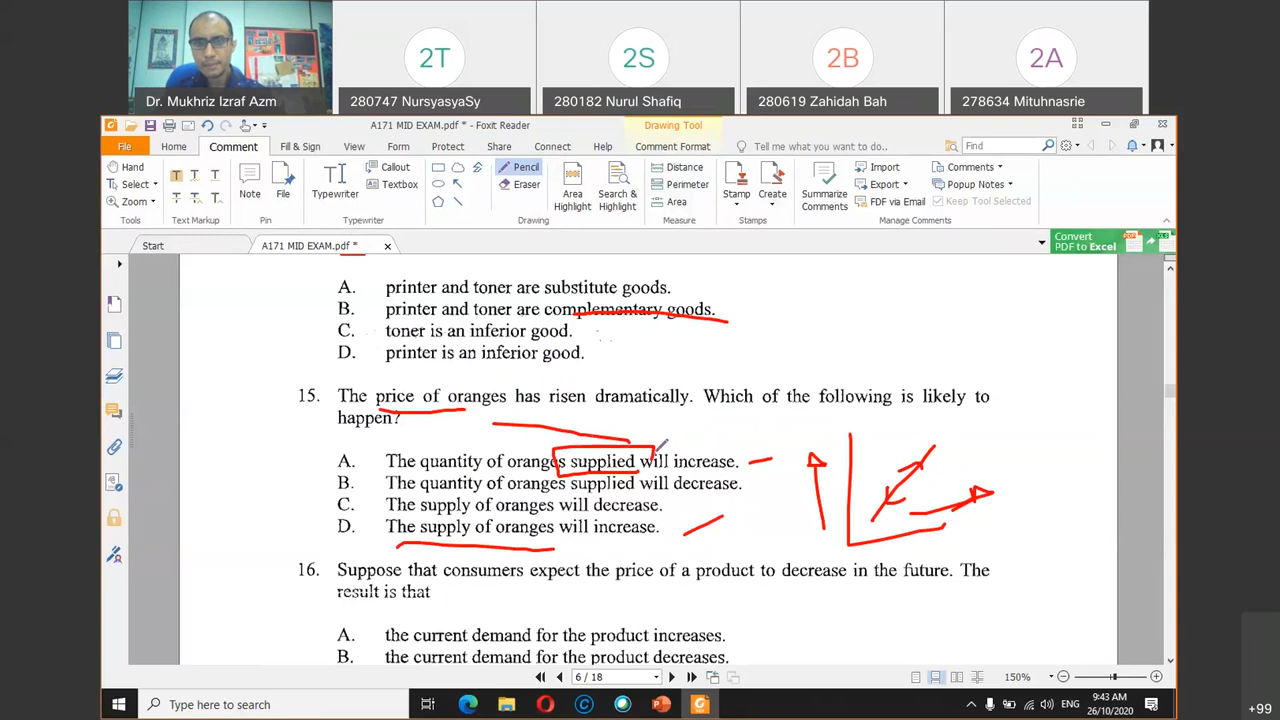 2T
2S
2B
2A
Dr. Mukhriz Izraf Azm
280747 NursyasyaSy
280182 Nurul Shafiq
280619 Zahidah Bah
278634 Mituhnasrie
A171 MID EXAM.pdf * - Foxit Reader
Drawing Tool
File
Home
Comment
Fill & Sign
View
Form
Protect
Share
Connect
Help
Comment Format
Tell me what you want to do..
Find
Hand
Select
Zoom
Tools
T T T
T T T
Text Markup
Note
File
Pin
Typewriter
Callout
Textbox
Typewriter
Pencil
Eraser
Drawing
Area
Highlight
Search &
Highlight
Distance
Perimeter
Area
Measure
Stamp
Create
Stamps
Summarize
Comments
Import
Export
FDF via Email
Comments
Popup Notes
Keep Tool Selected
Manage Comments
Start
A171 MID EXAM.pdf *
Convert
PDF to Excel
A. printer and toner are substitute goods.
B. printer and toner are complementary goods.
C. toner is an inferior good.
D. printer is an inferior good.
15. The price of oranges has risen dramatically. Which of the following is likely to
happen?
A. The quantity of oranges supplied will increase.
B. The quantity of oranges supplied will decrease.
C. The supply of oranges will decrease.
D. The supply of oranges will increase.
16. Suppose that consumers expect the price of a product to decrease in the future. The
result is that
A. the current demand for the product increases.
B. the current demand for the product decreases.
6 / 18
150%
Type here to search
ENG
9:43 AM
26/10/2020
+99